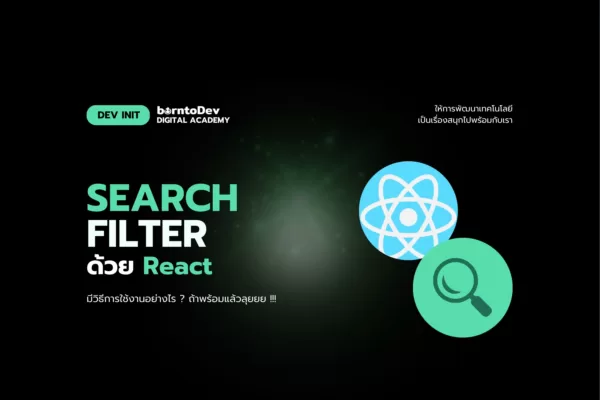 DEV INIT
borntoDev
DIGITAL ACADEMY
ให้การพัฒนาเทคโนโลยี
เป็นเรื่องสนุกไปพร้อมกับเรา
SEARCH
FILTER
ด้วย React
มีวิธีการใช้งานอย่างไร ? ถ้าพร้อมแล้วลุยยย !!!